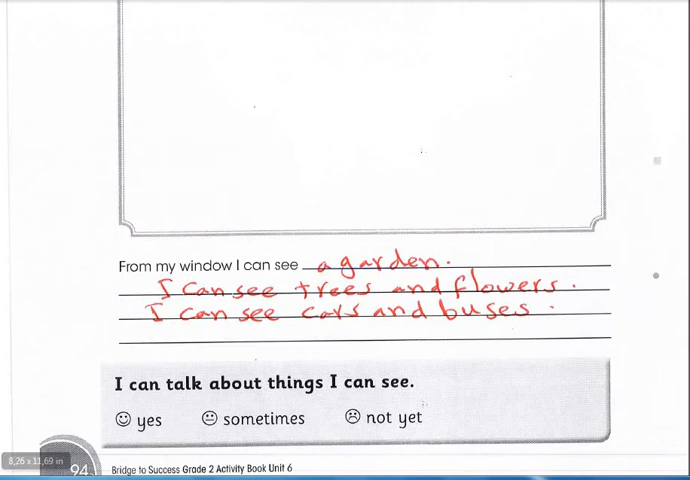 From my window I can see a garden.
I can see trees and flowers.
I can see cars and buses.
I can talk about things I can see.
yes sometimes not yet
8,26 x 11,69 in
94 Bridge to Success Grade 2 Activity Book Unit 6